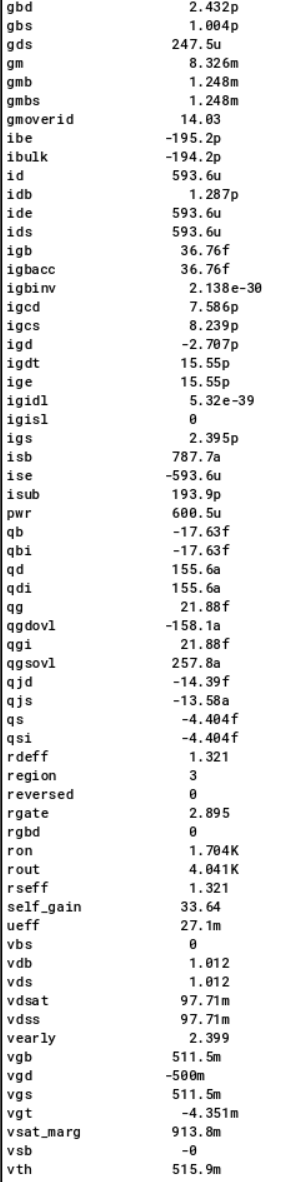 gbd 2.432p
gbs 1.004p
gds 247.5u
gm 8.326m
gmb 1.248m
gmbs 1.248m
gmoverid 14.03
ibe -195.2p
ibulk -194.2p
id 593.6u
idb 1.287p
ide 593.6u
ids 593.6u
igb 36.76f
igbacc 36.76f
igbinv 2.138e-30
igcd 7.586p
igcs 8.239p
igd -2.707p
igdt 15.55p
ige 15.55p
igidl 5.32e-39
igisl 0
igs 2.395p
isb 787.7a
ise -593.6u
isub 193.9p
pwr 600.5u
qb -17.63f
qbi -17.63f
qd 155.6a
qdi 155.6a
qg 21.88f
qgdovl -158.1a
qgi 21.88f
qgsovl 257.8a
qjd -14.39f
qjs -13.58a
qs -4.404f
qsi -4.404f
rdeff 1.321
region 3
reversed 0
rgate 2.895
rgbd 0
ron 1.704K
rout 4.041K
rseff 1.321
self_gain 33.64
ueff 27.1m
vbs 0
vdb 1.012
vds 1.012
vdsat 97.71m
vdss 97.71m
vearly 2.399
vgb 511.5m
vgd -500m
vgs 511.5m
vgt -4.351m
vsat_marg 913.8m
vsb -0
vth 515.9m